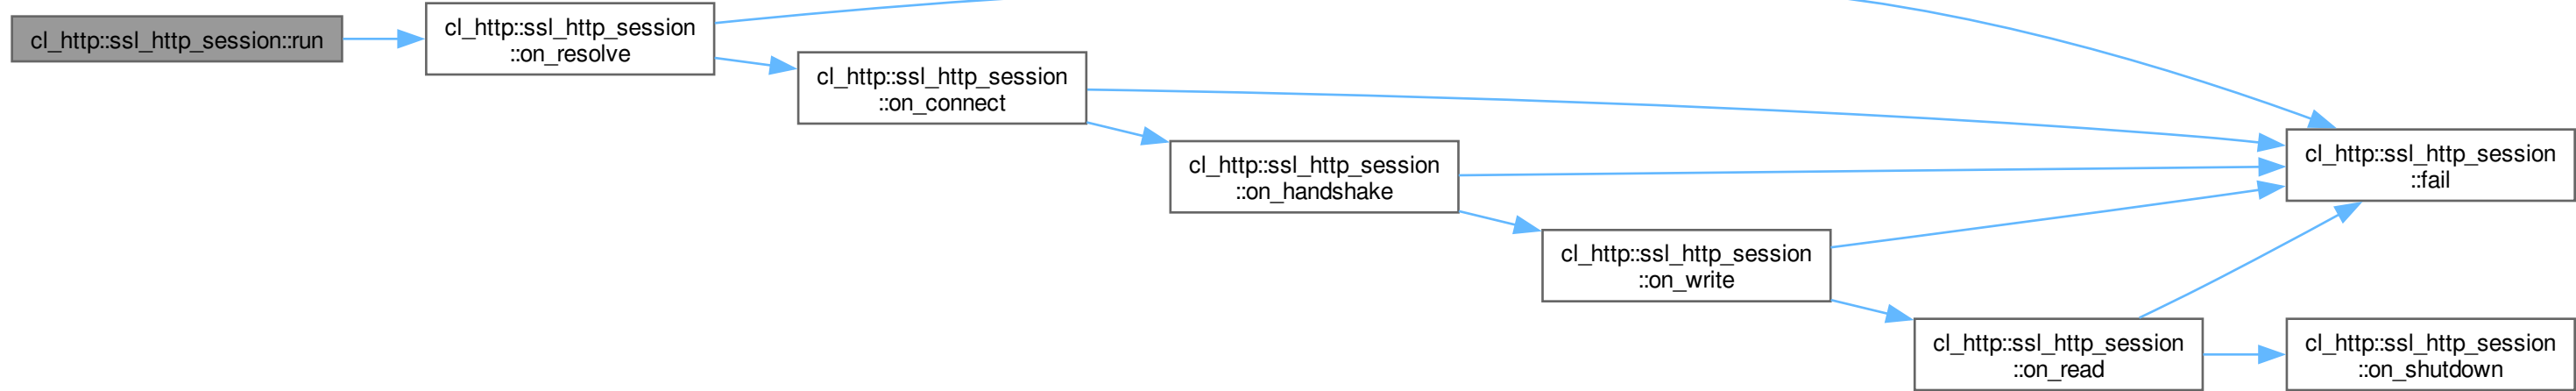 cl_http::ssl_http_session::run
cl_http::ssl_http_session
::on_resolve
cl_http::ssl_http_session
::on_connect
cl_http::ssl_http_session
::on_handshake
cl_http::ssl_http_session
::on_write
cl_http::ssl_http_session
::on_read
cl_http::ssl_http_session
::fail
cl_http::ssl_http_session
::on_shutdown